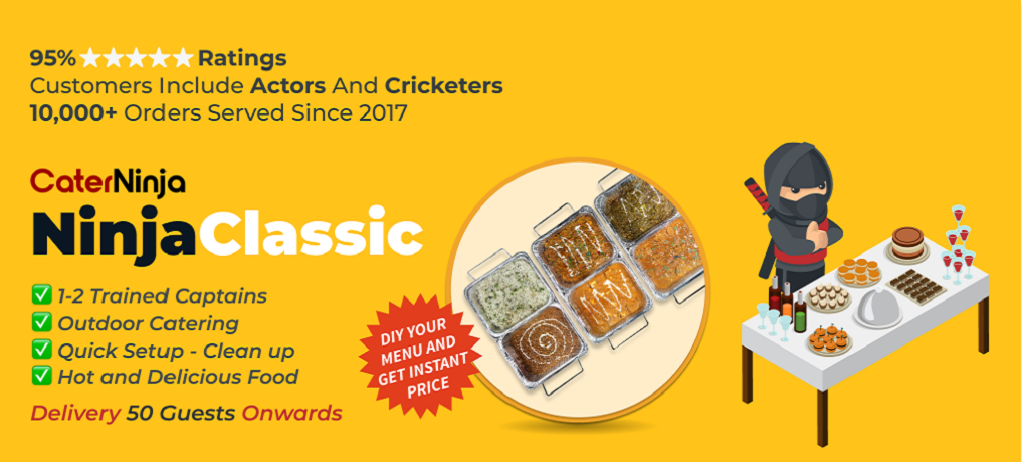 95% ★★★★★ Ratings
Customers Include Actors And Cricketers
10,000+ Orders Served Since 2017
CaterNinja
NinjaClassic
✅ 1-2 Trained Captains
✅ Outdoor Catering
✅ Quick Setup - Clean up
✅ Hot and Delicious Food
Delivery 50 Guests Onwards
DIY YOUR
MENU AND
GET INSTANT
PRICE